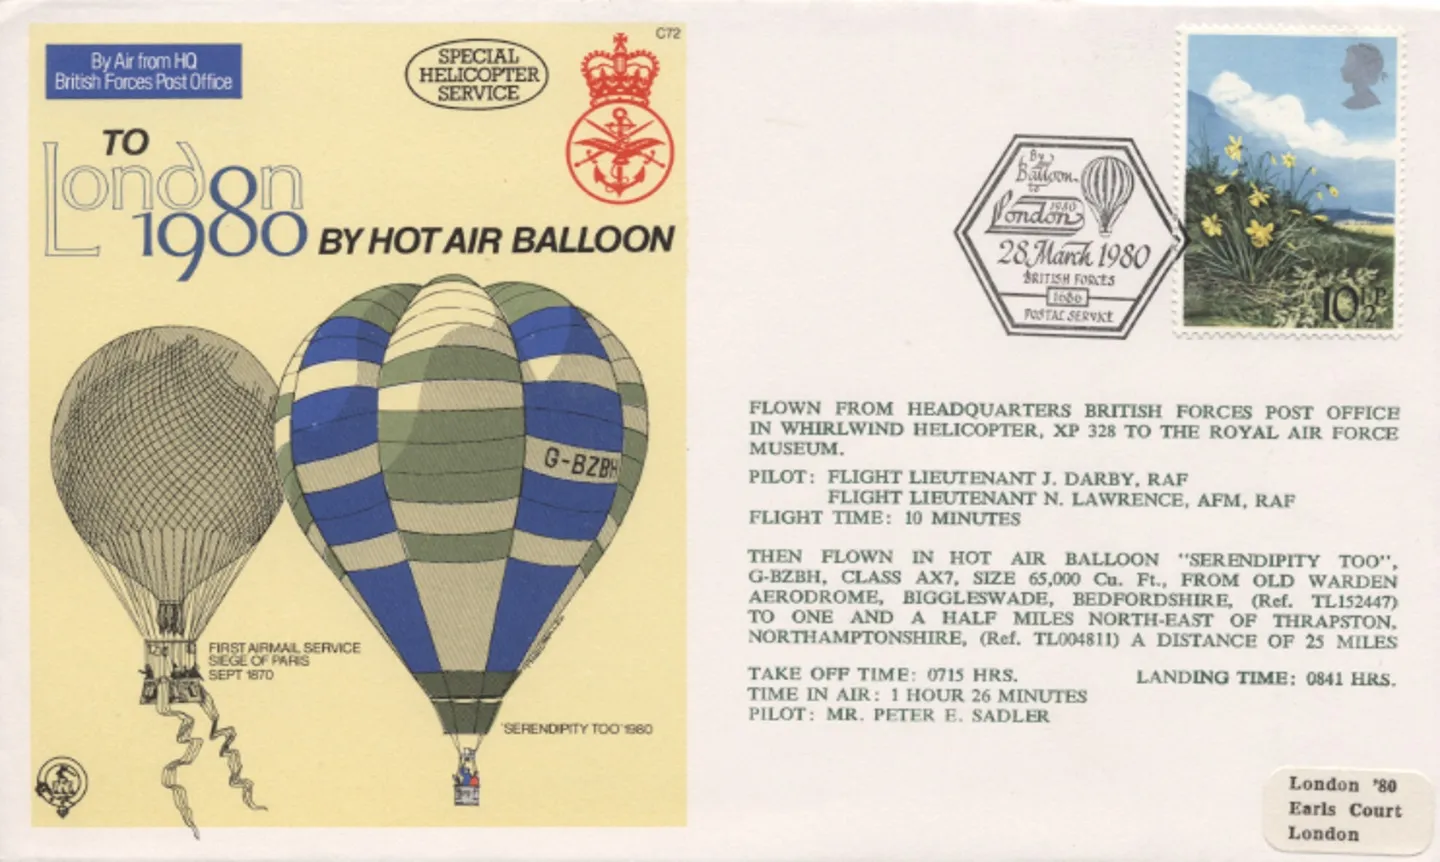 C72
By Air from HQ
British Forces Post Office
SPECIAL
HELICOPTER
SERVICE
TO
London
1980
BY HOT AIR BALLOON
G-BZBH
FIRST AIRMAIL SERVICE
SIEGE OF PARIS
SEPT 1870
'SERENDIPITY TOO' 1980
By
Balloon
to
London 1980
28 March 1980
BRITISH FORCES
1686
POSTAL SERVICE
10½P
FLOWN FROM HEADQUARTERS BRITISH FORCES POST OFFICE
IN WHIRLWIND HELICOPTER, XP 328 TO THE ROYAL AIR FORCE
MUSEUM.
PILOT: FLIGHT LIEUTENANT J. DARBY, RAF
FLIGHT LIEUTENANT N. LAWRENCE, AFM, RAF
FLIGHT TIME: 10 MINUTES
THEN FLOWN IN HOT AIR BALLOON "SERENDIPITY TOO",
G-BZBH, CLASS AX7, SIZE 65,000 Cu. Ft., FROM OLD WARDEN
AERODROME, BIGGLESWADE, BEDFORDSHIRE, (Ref. TL152447)
TO ONE AND A HALF MILES NORTH-EAST OF THRAPSTON,
NORTHAMPTONSHIRE, (Ref. TL004811) A DISTANCE OF 25 MILES
TAKE OFF TIME: 0715 HRS. LANDING TIME: 0841 HRS.
TIME IN AIR: 1 HOUR 26 MINUTES
PILOT: MR. PETER E. SADLER
London '80
Earls Court
London